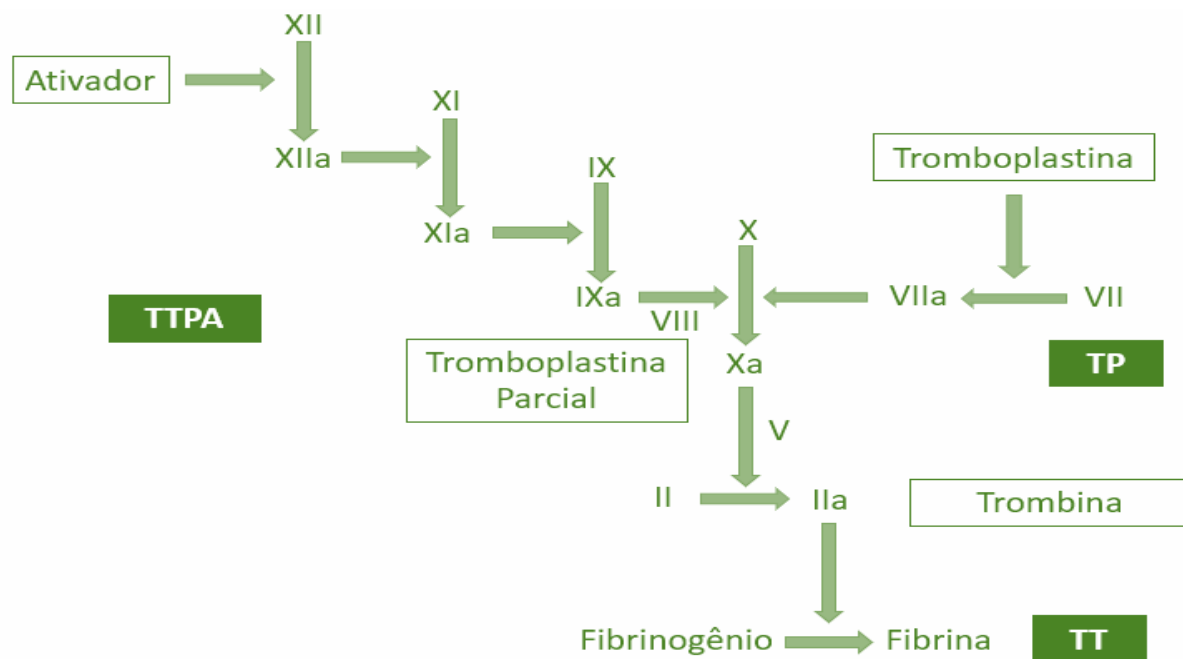 XII
Ativador
XI
XIIa
Tromboplastina
IX
XIa
X
IXa
VIIa
VII
VIII
TTPA
Tromboplastina
Parcial
Xa
TP
V
II
IIa
Trombina
Fibrinogênio
Fibrina
TT